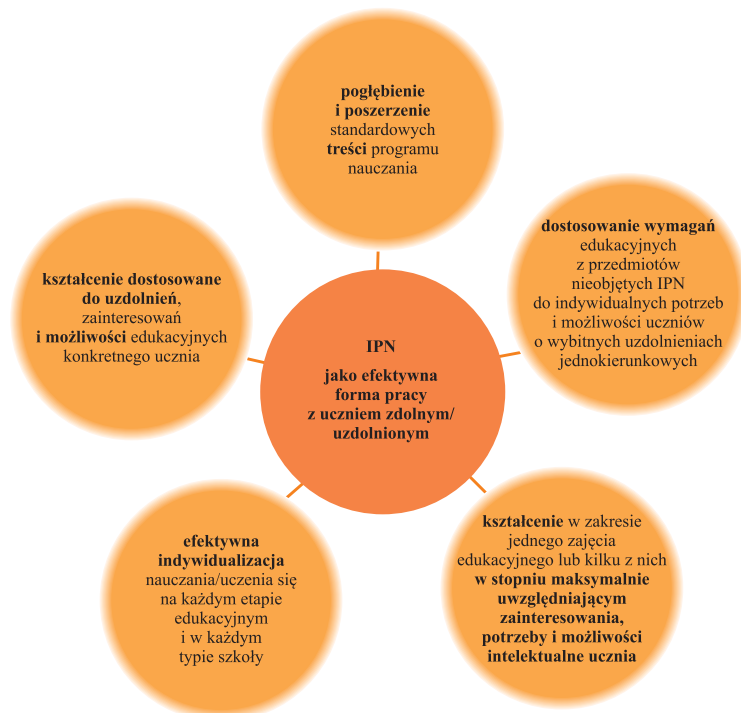 pogłębienie
i poszerzenie
standardowych
treści programu
nauczania
dostosowanie wymagań
edukacyjnych
z przedmiotów
nieobjętych IPN
do indywidualnych potrzeb
i możliwości uczniów
o wybitnych uzdolnieniach
jednokierunkowych
kształcenie dostosowane
do uzdolnień,
zainteresowań
i możliwości edukacyjnych
konkretnego ucznia
IPN
jako efektywna
forma pracy
z uczniem zdolnym/
uzdolnionym
efektywna
indywidualizacja
nauczania/uczenia się
na każdym etapie
edukacyjnym
i w każdym
typie szkoły
kształcenie w zakresie
jednego zajęcia
edukacyjnego lub kilku z nich
w stopniu maksymalnie
uwzględniającym
zainteresowania,
potrzeby i możliwości
intelektualne ucznia